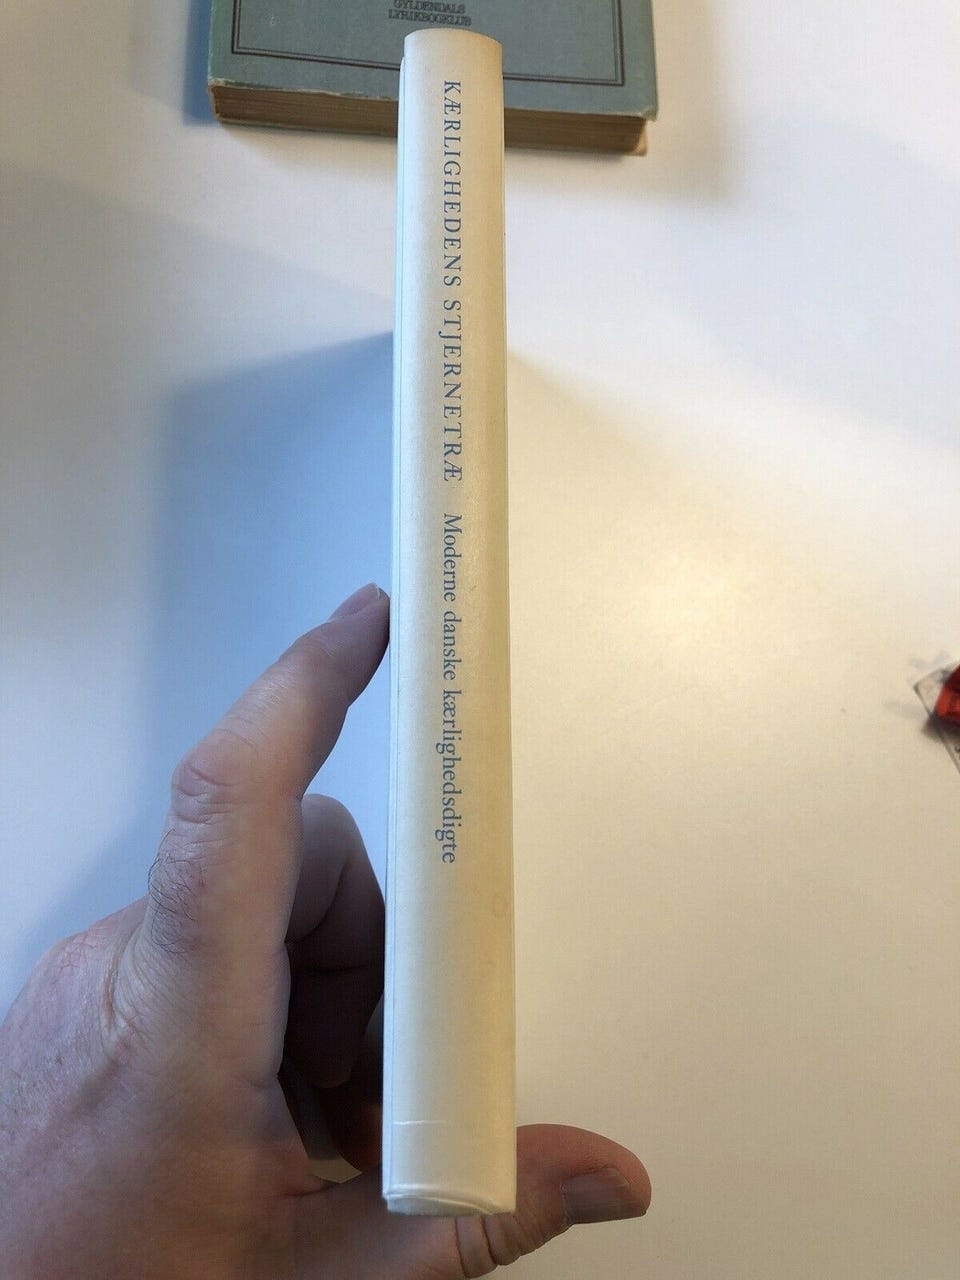 GYLDENDALS
LYRIKBOGKLUB
KÆRLIGHEDENS STJERNETRÆ Moderne danske kærlighedsdigte